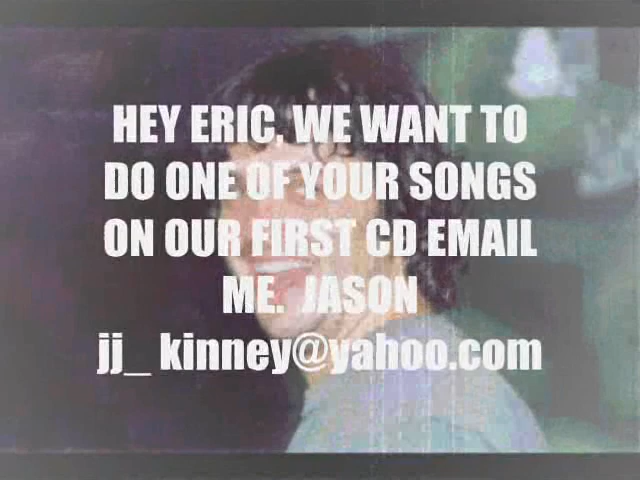 HEY ERIC. WE WANT TO
DO ONE OF YOUR SONGS
ON OUR FIRST CD EMAIL
ME. JASON
jj_ kinney@yahoo.com